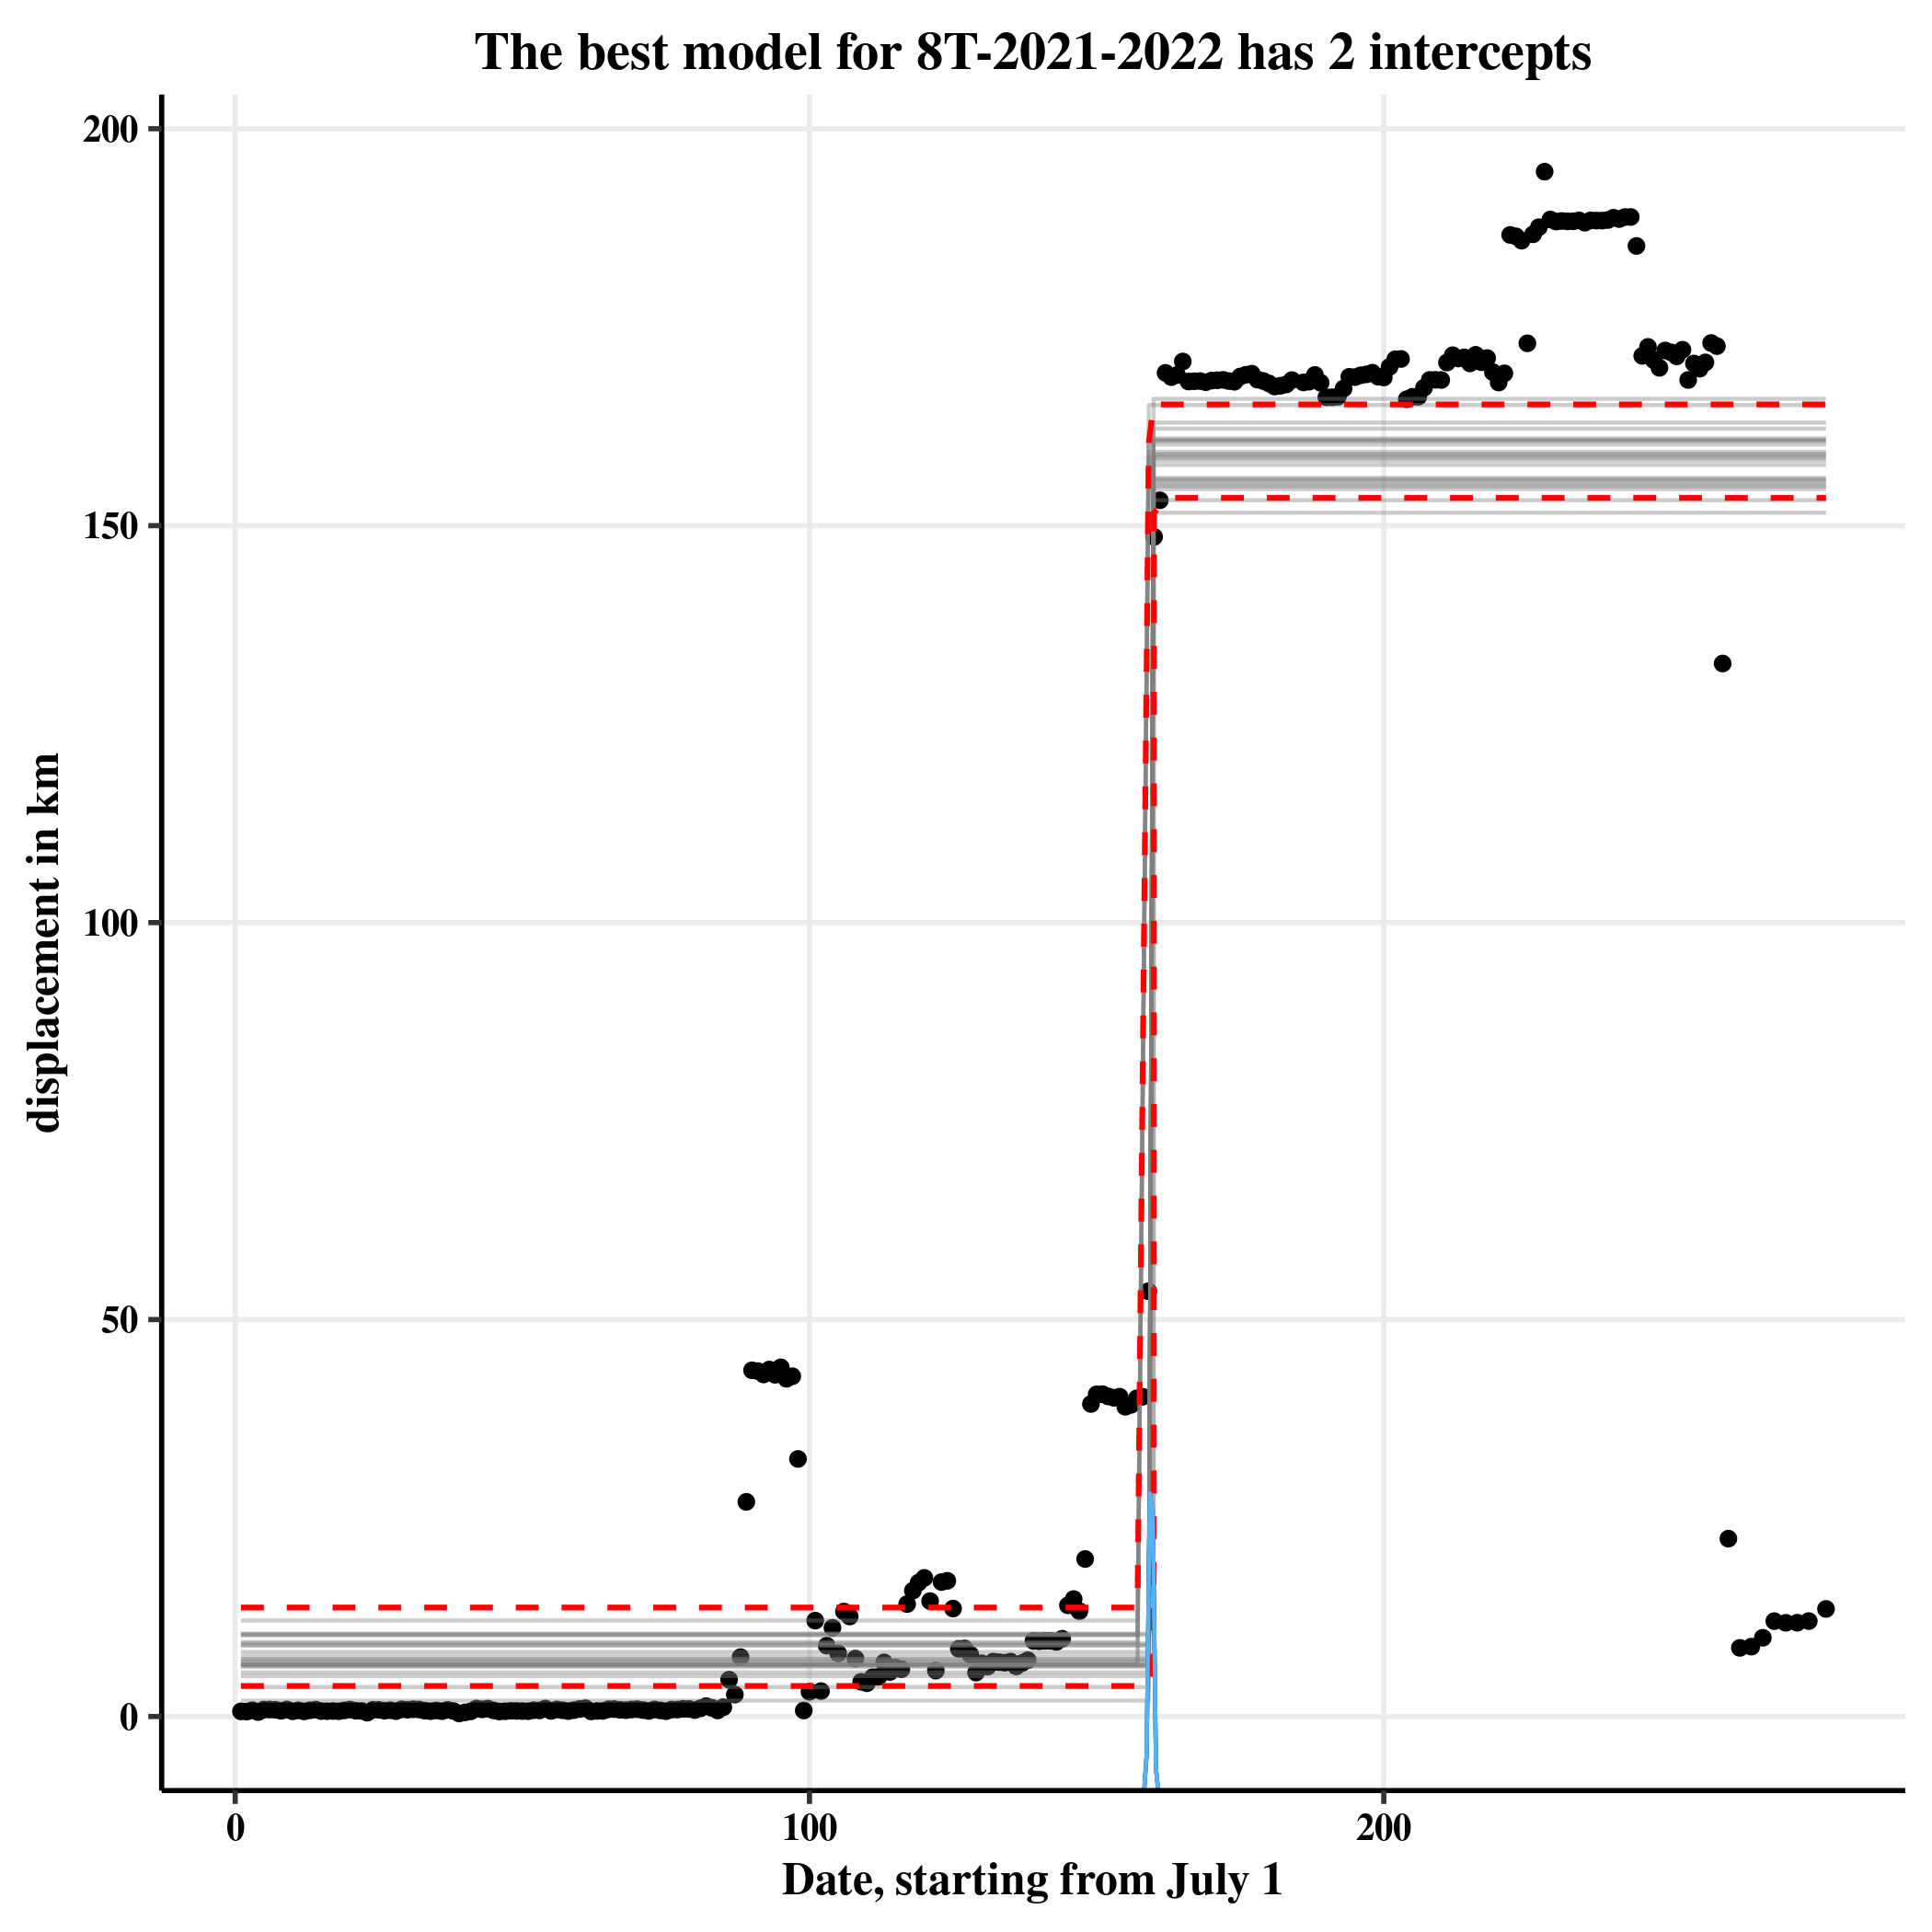 The best model for 8T-2021-2022 has 2 intercepts
200
150
100
50
0
displacement in km
0 100 200
Date, starting from July 1